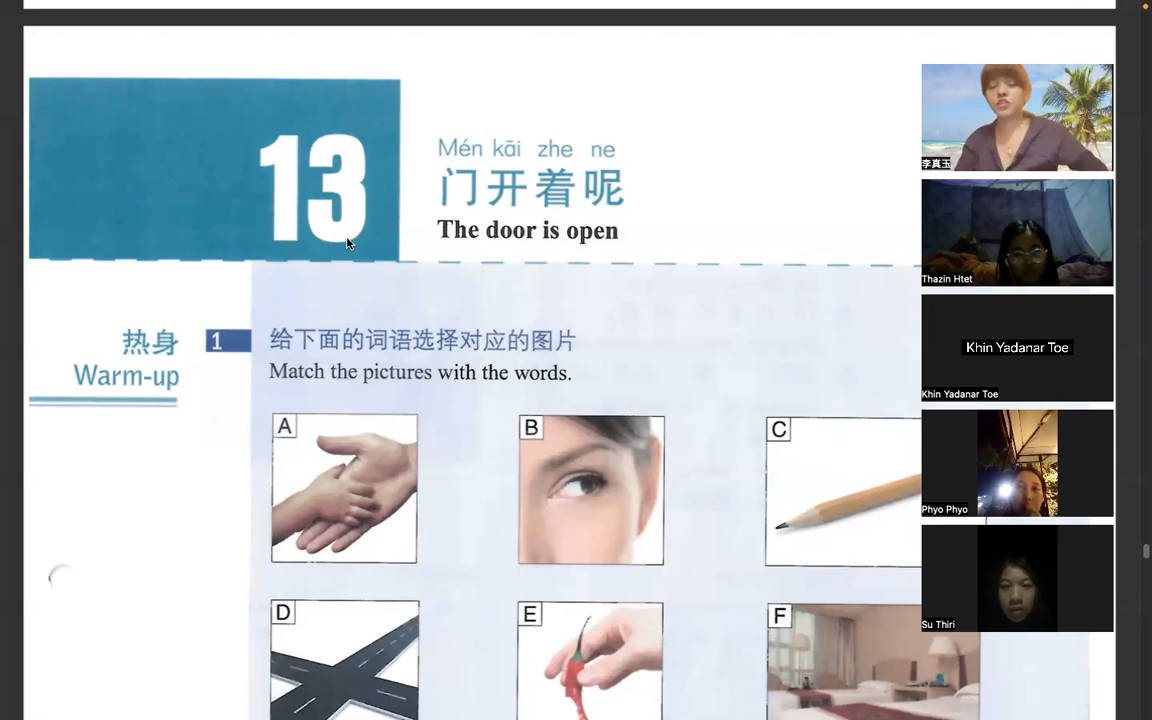 13
Mén kāi zhe ne
门开着呢
The door is open
热身
Warm-up
1
给下面的词语选择对应的图片
Match the pictures with the words.
A
B
C
D
E
F
李真玉
Thazin Htet
Khin Yadanar Toe
Khin Yadanar Toe
Phyo Phyo
Su Thiri